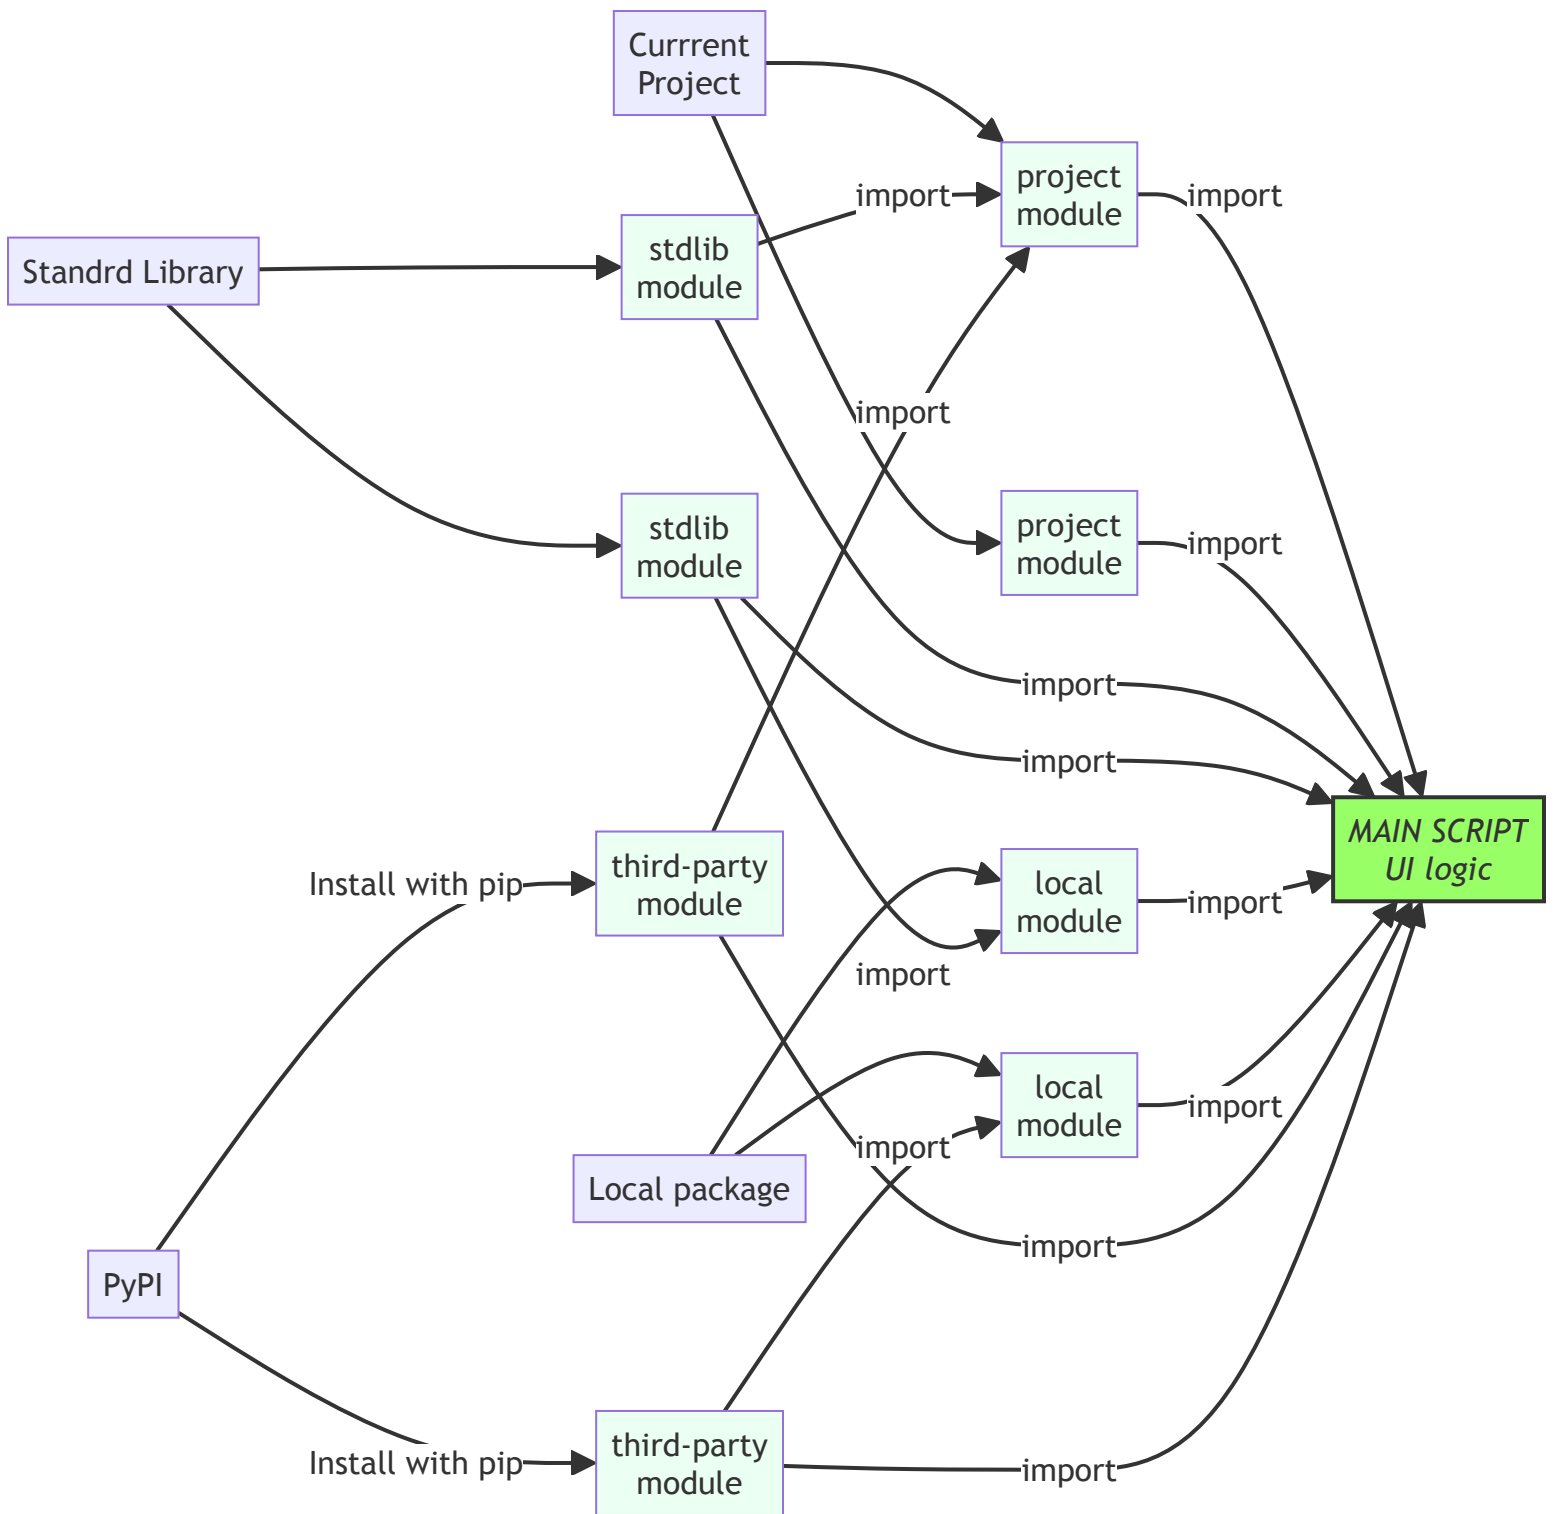 Currrent
Project
project
module
import
import
stdlib
module
Standrd Library
import
stdlib
module
project
module
import
import
import
third-party
module
Install with pip
local
module
import
MAIN SCRIPT
UI logic
import
local
module
import
import
Local package
import
PyPI
third-party
module
Install with pip
import